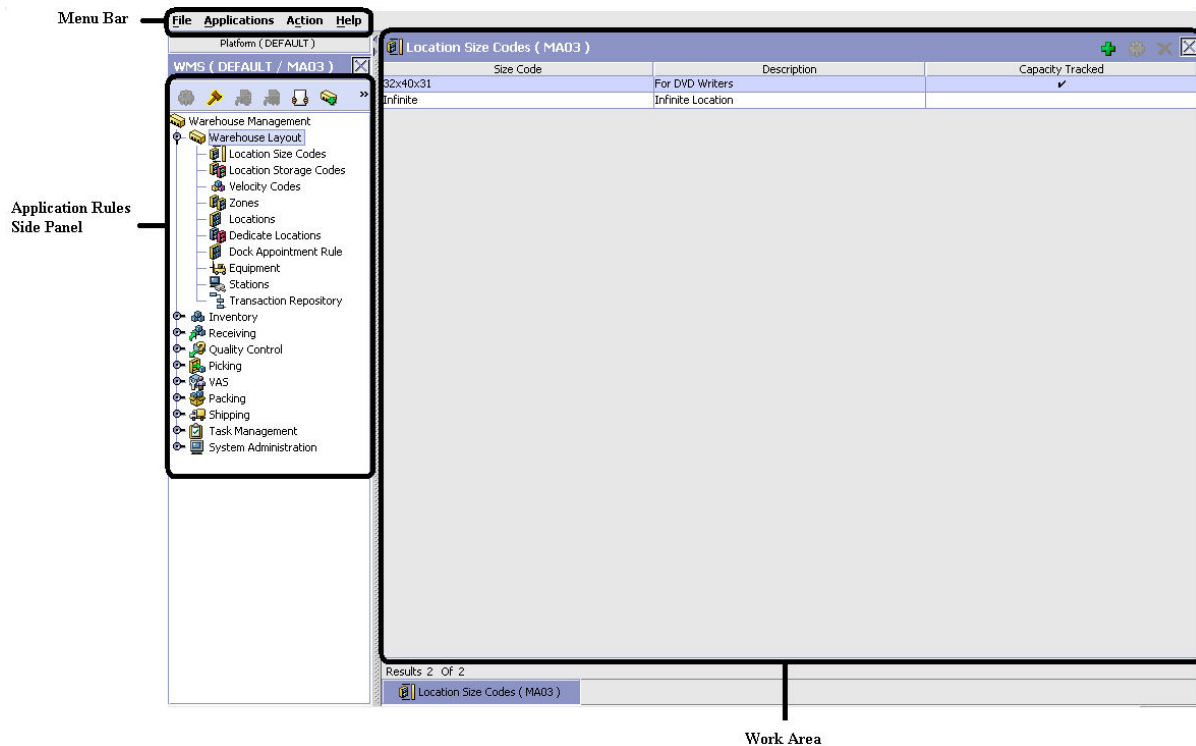 Menu Bar
File Applications Action Help
Platform ( DEFAULT )
WMS ( DEFAULT / MA03 )
»
Warehouse Management
Warehouse Layout
Location Size Codes
Location Storage Codes
Velocity Codes
Zones
Locations
Dedicate Locations
Dock Appointment Rule
Equipment
Stations
Transaction Repository
Inventory
Receiving
Quality Control
Picking
VAS
Packing
Shipping
Task Management
System Administration
Application Rules
Side Panel
Location Size Codes ( MA03 )
Size Code Description Capacity Tracked
32x40x31 For DVD Writers ✔
Infinite Infinite Location
Results 2 Of 2
Location Size Codes ( MA03 )
Work Area